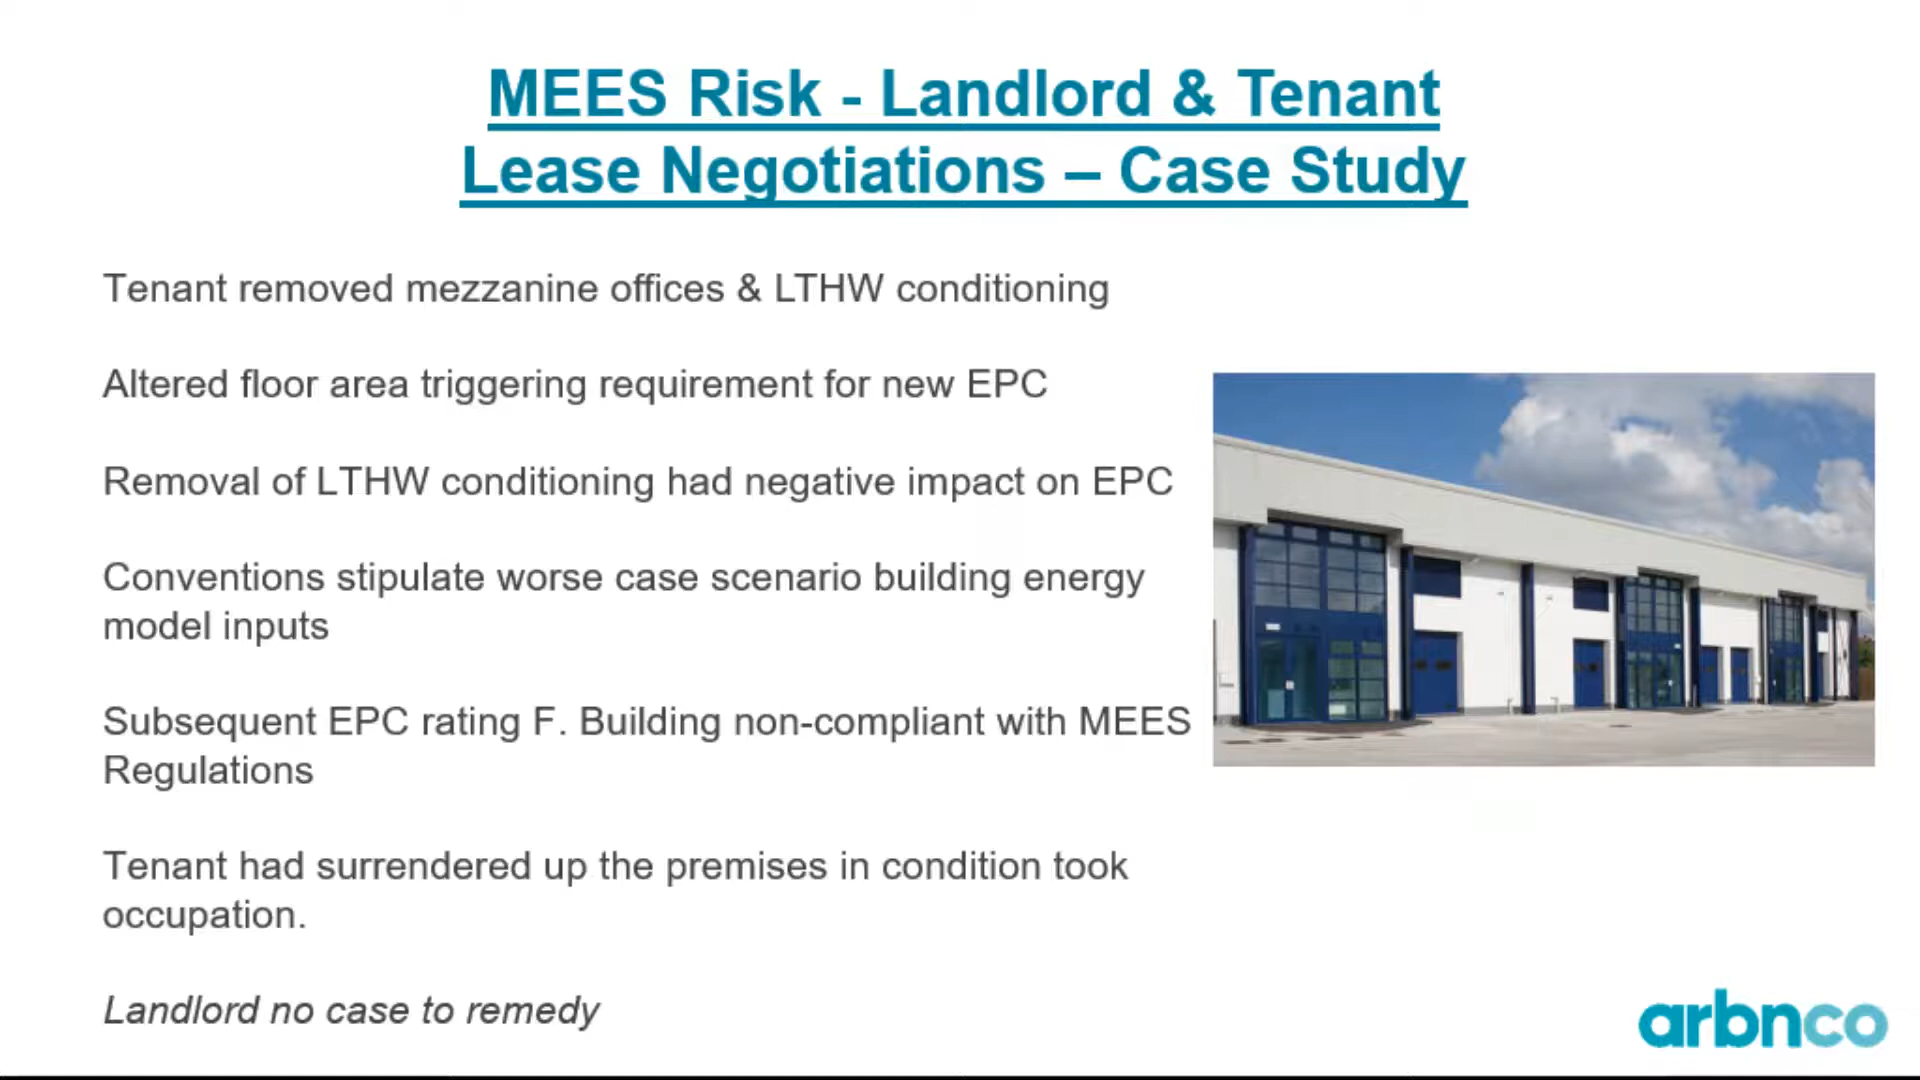 MEES Risk - Landlord & Tenant
Lease Negotiations – Case Study
Tenant removed mezzanine offices & LTHW conditioning
Altered floor area triggering requirement for new EPC
Removal of LTHW conditioning had negative impact on EPC
Conventions stipulate worse case scenario building energy
model inputs
Subsequent EPC rating F. Building non-compliant with MEES
Regulations
Tenant had surrendered up the premises in condition took
occupation.
Landlord no case to remedy
arbnco